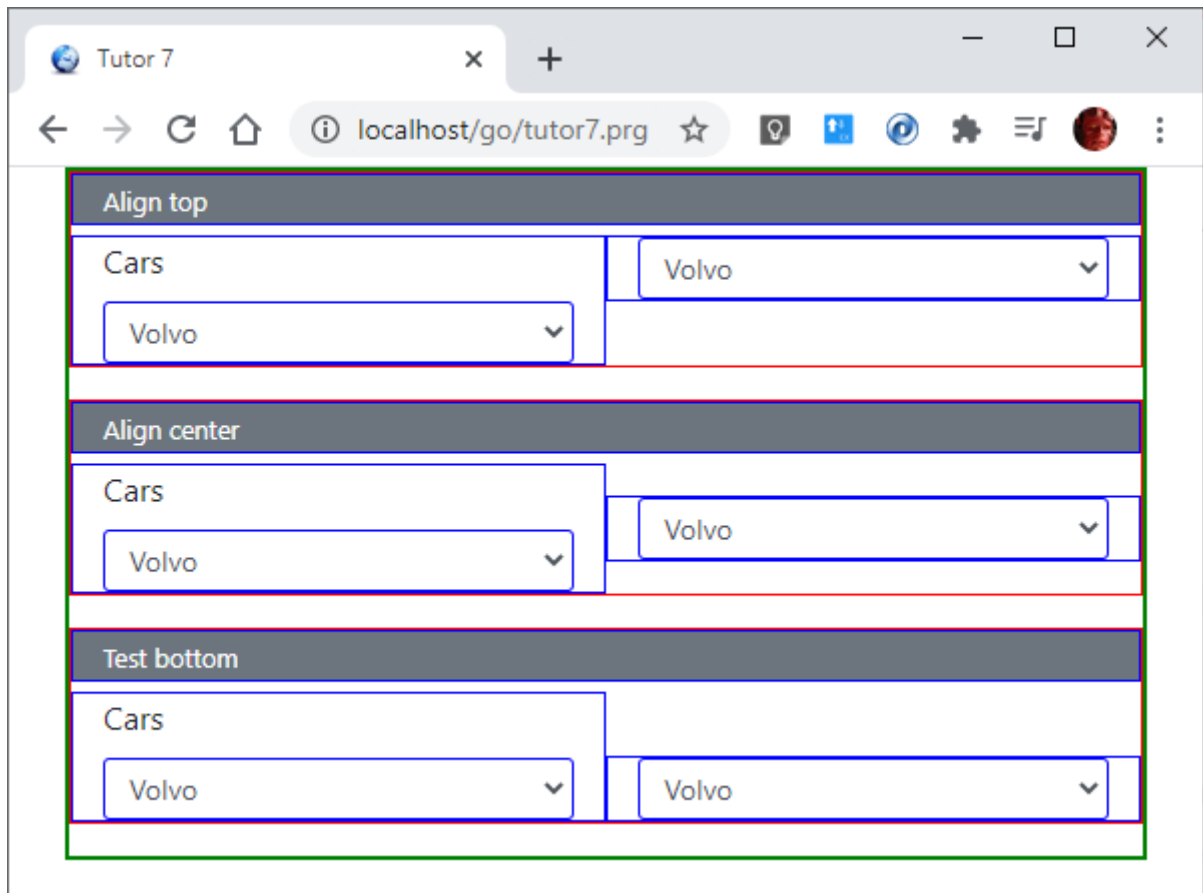 Tutor 7
localhost/go/tutor7.prg
Align top
Cars
Volvo
Volvo
Align center
Cars
Volvo
Volvo
Test bottom
Cars
Volvo
Volvo